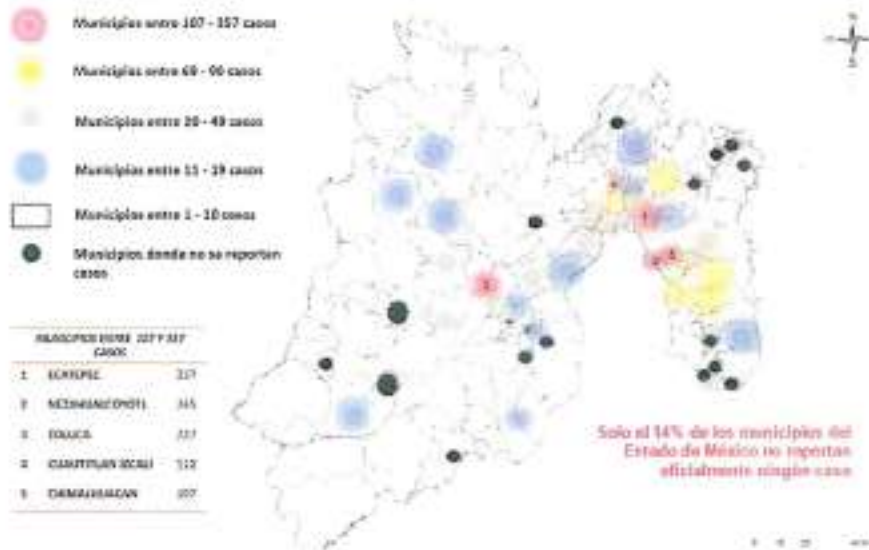 Municipios entre 107 - 357 casos
Municipios entre 69 - 90 casos
Municipios entre 20 - 49 casos
Municipios entre 11 - 19 casos
Municipios entre 1 - 10 casos
Municipios donde no se reportan
casos
MUNICIPIOS ENTRE 107 Y 357
CASOS
1 ECATEPEC 357
2 NEZAHUALCOYOTL
3 TOLUCA
4 CUAUTITLAN IZCALLI
5 CHIMALHUACAN 107
Solo el 14% de los municipios del
Estado de México no reportan
oficialmente ningún caso